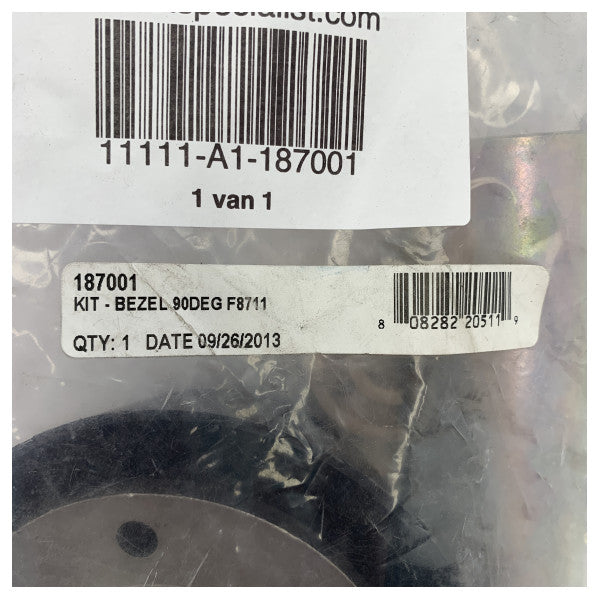 specialist.com
11111-A1-187001
1 van 1
187001
KIT - BEZEL 90DEG F8711
QTY: 1 DATE 09/26/2013
8 08282 20511 9